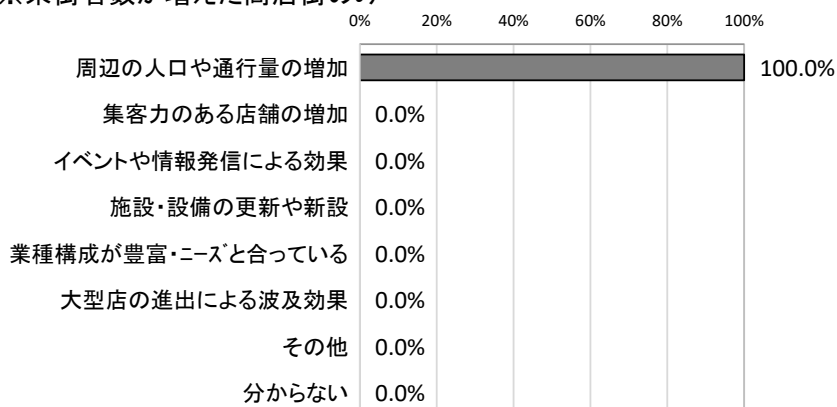 0% 20% 40% 60% 80% 100%
周辺の人口や通行量の増加 100.0%
集客力のある店舗の増加 0.0%
イベントや情報発信による効果 0.0%
施設・設備の更新や新設 0.0%
業種構成が豊富・ニーズと合っている 0.0%
大型店の進出による波及効果 0.0%
その他 0.0%
分からない 0.0%